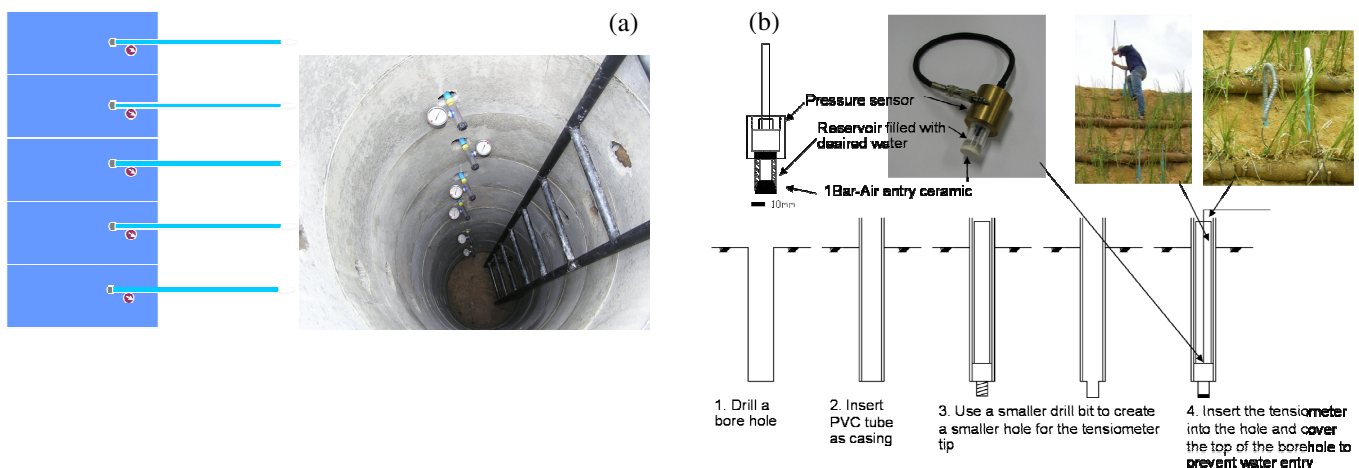 (a)
(b)
Pressure sensor
Reservoir filled with
desired water
1Bar-Air entry ceramic
10mm
1. Drill a
bore hole
2. Insert
PVC tube
as casing
3. Use a smaller drill bit to create
a smaller hole for the tensiometer
tip
4. Insert the tensiometer
into the hole and cover
the top of the borehole to
prevent water entry